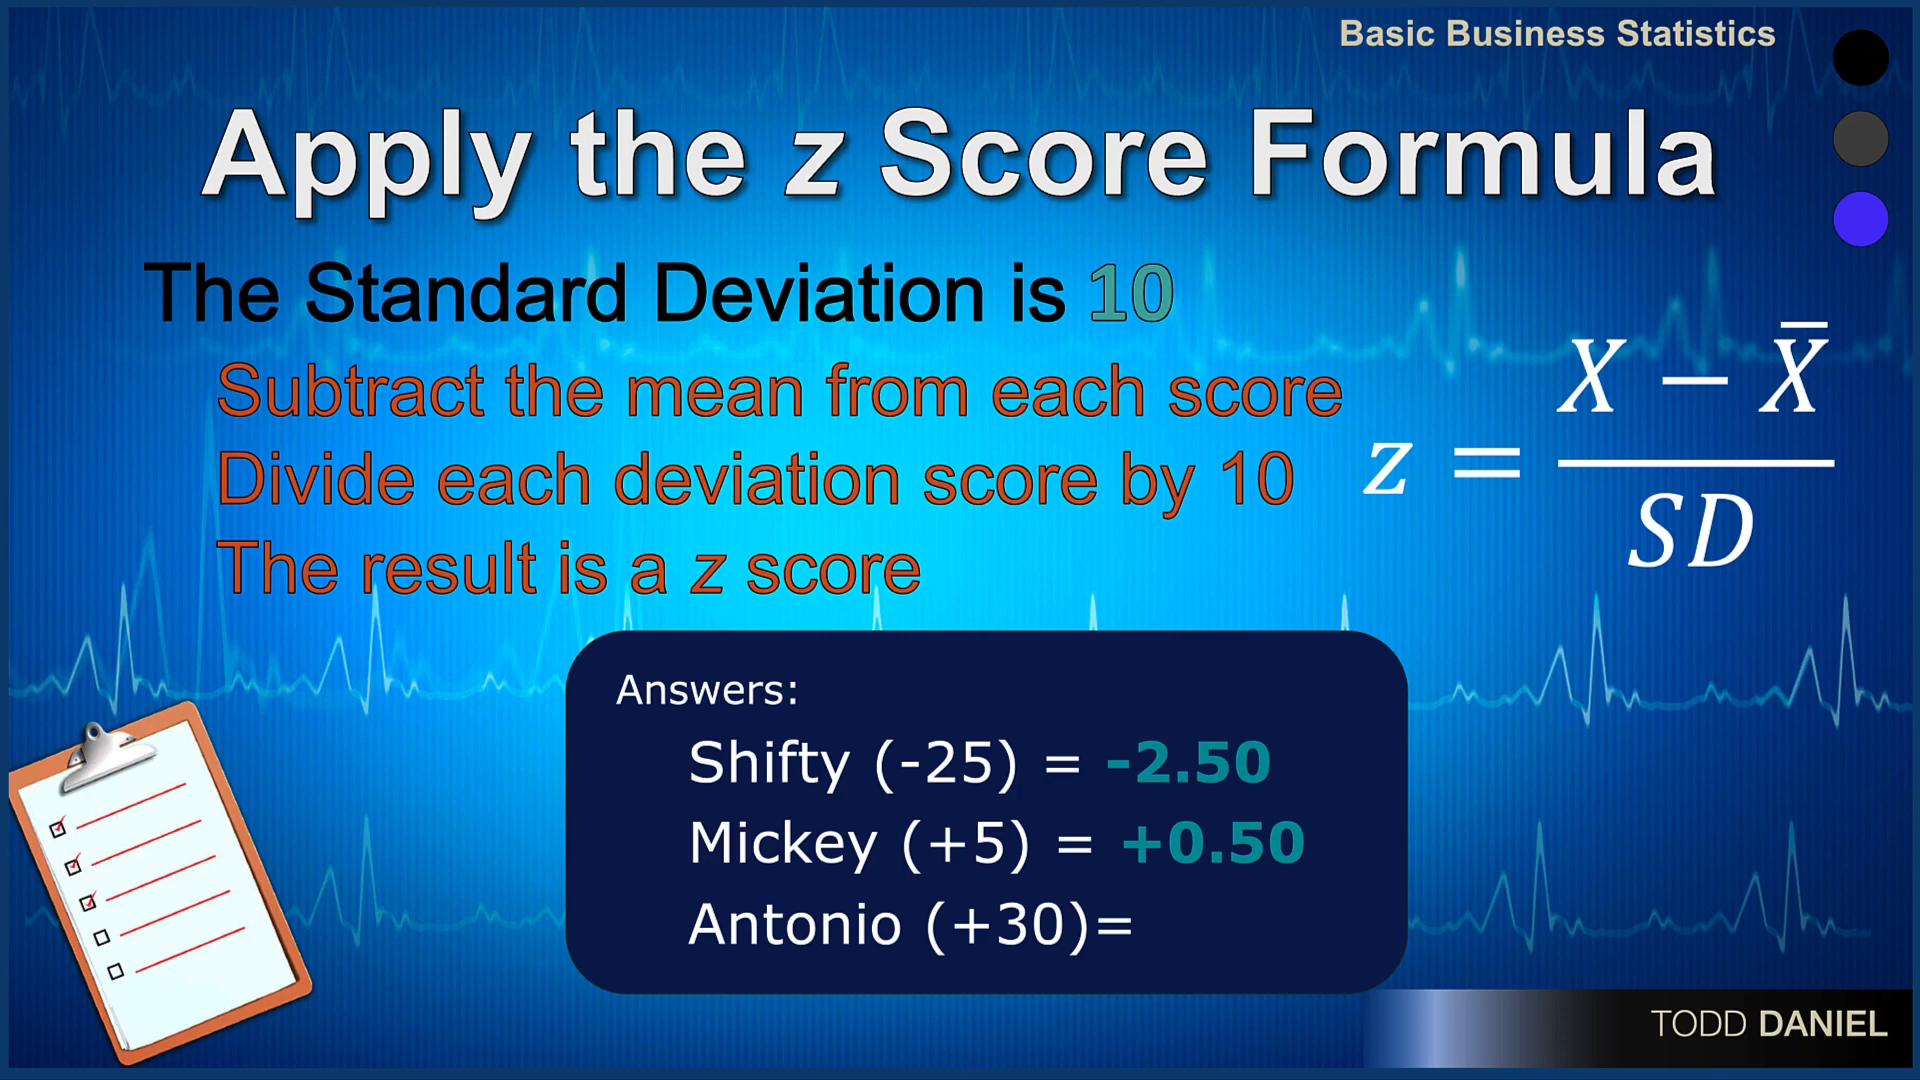 Basic Business Statistics
Apply the z Score Formula
The Standard Deviation is 10
Subtract the mean from each score
Divide each deviation score by 10
The result is a z score
z = (X − X̄) / SD
Answers:
Shifty (-25) = -2.50
Mickey (+5) = +0.50
Antonio (+30)=
TODD DANIEL